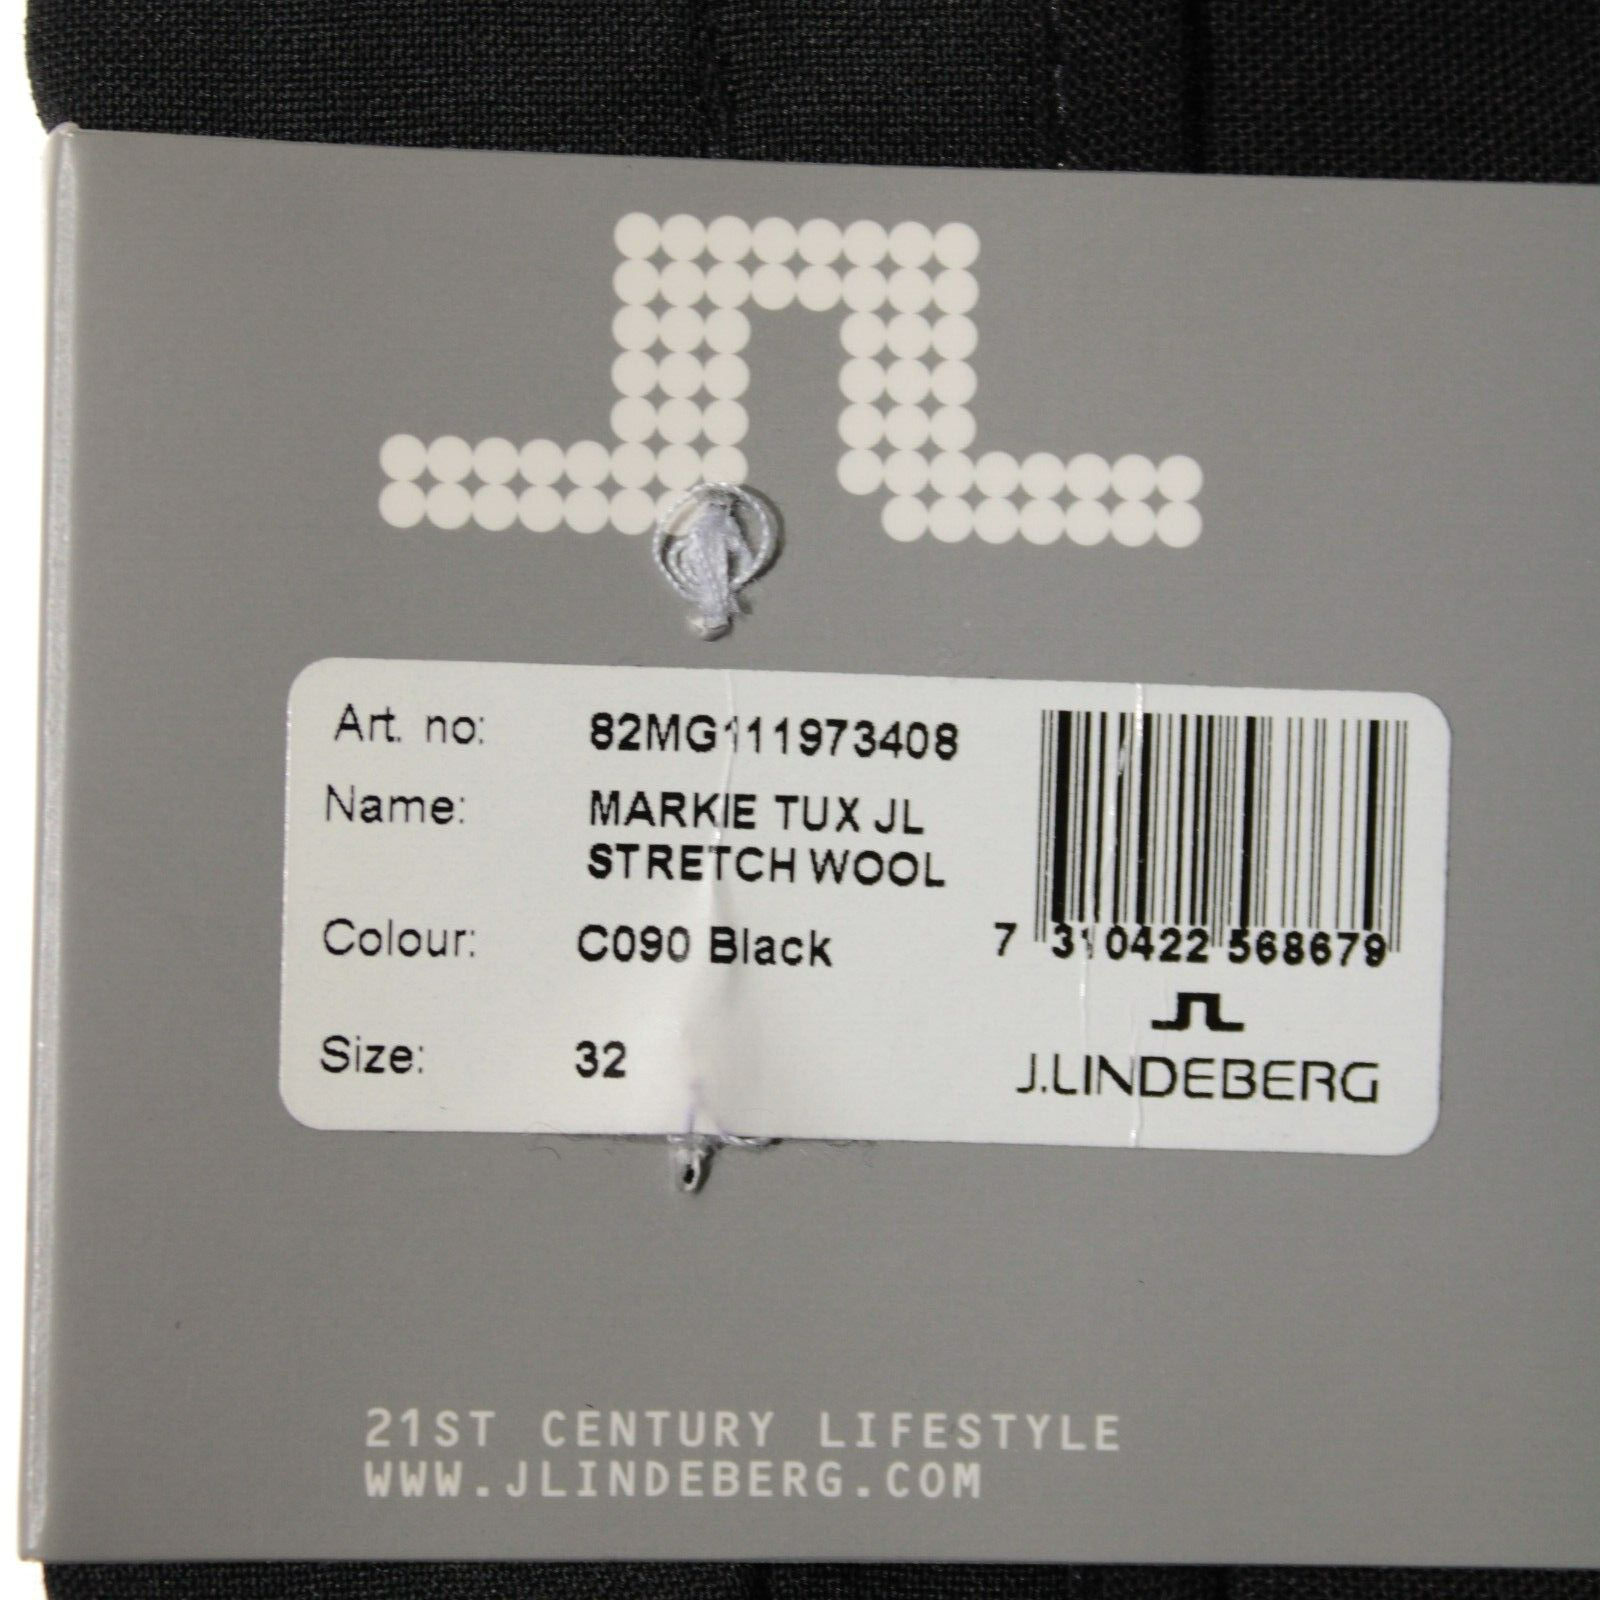 Art. no: 82MG111973408
Name: MARKIE TUX JL
STRETCH WOOL
Colour: C090 Black
Size: 32
7 310422 568679
J.LINDEBERG
21ST CENTURY LIFESTYLE
WWW.JLINDEBERG.COM